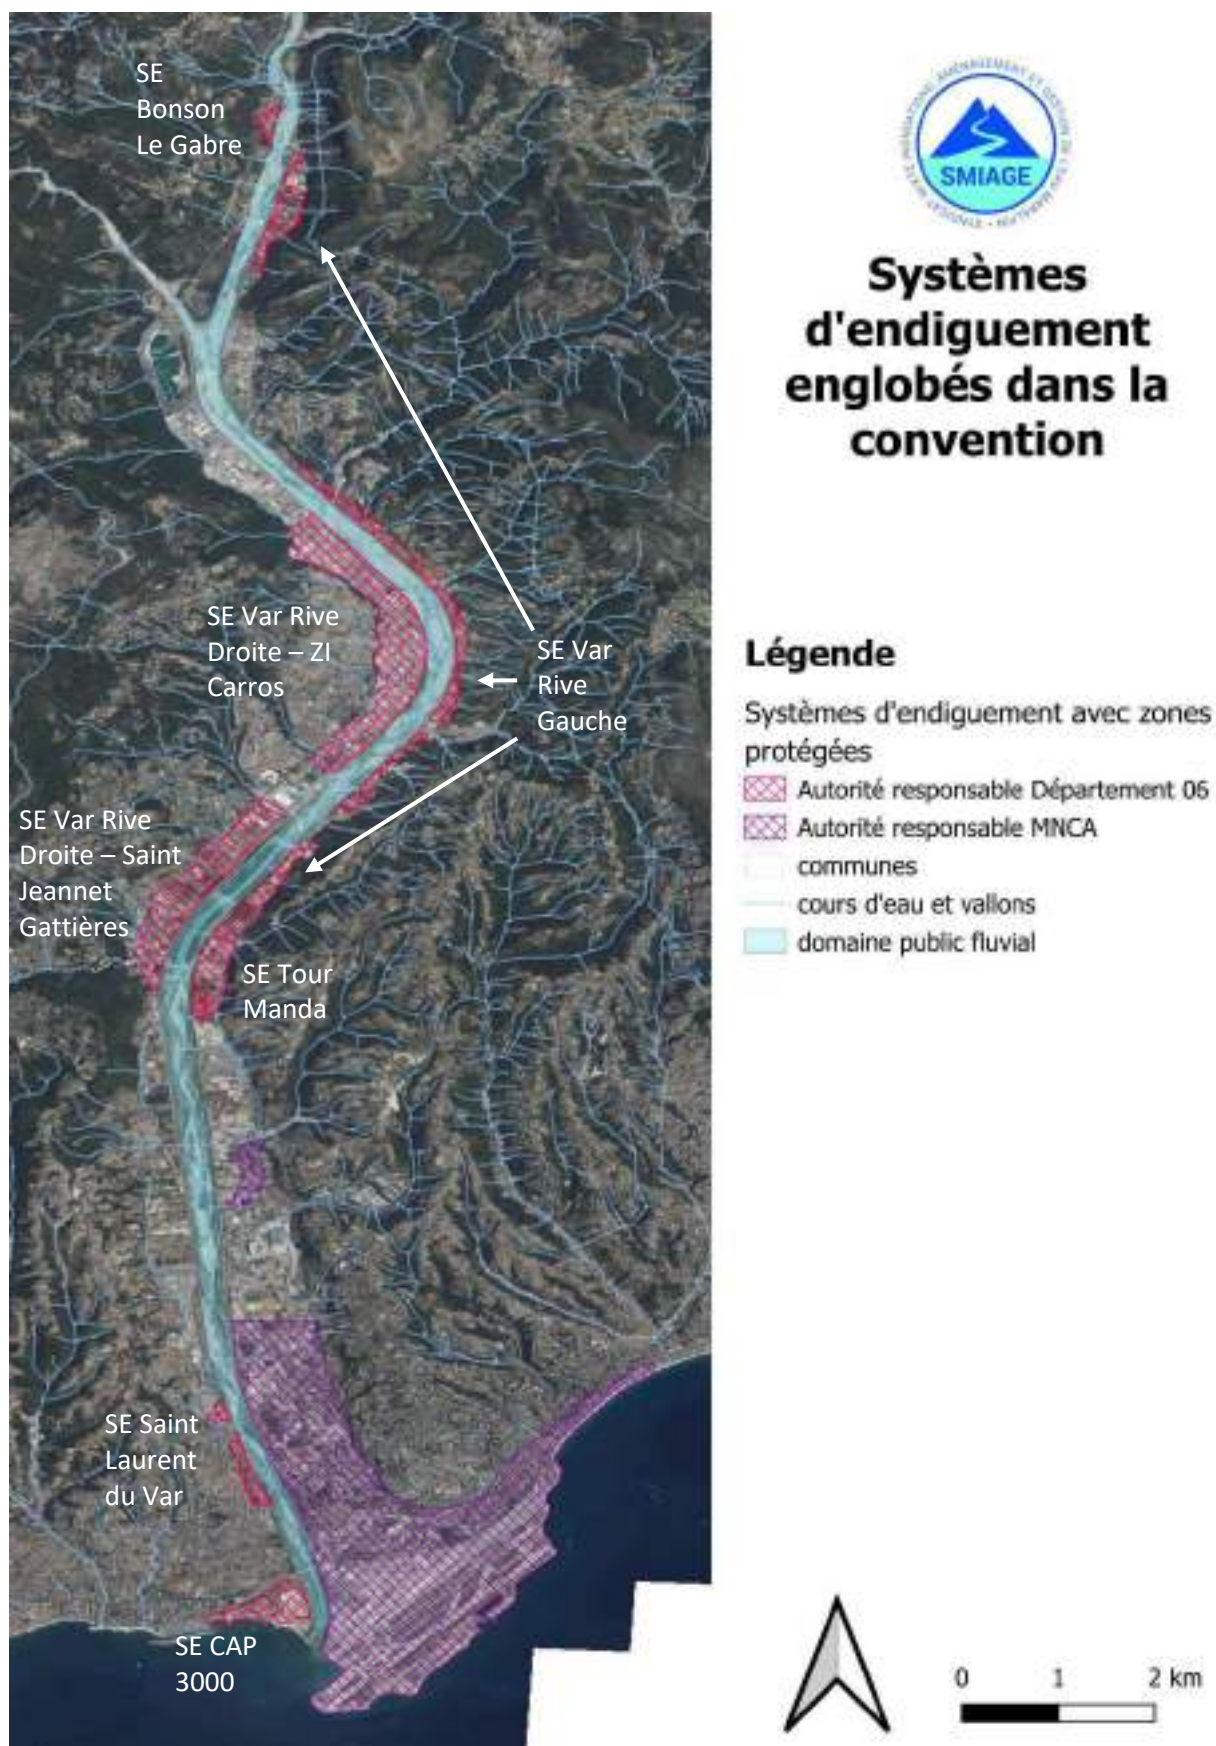 SE
Bonson
Le Gabre
SE Var Rive
Droite – ZI
Carros
SE Var
Rive
Gauche
SE Var Rive
Droite – Saint
Jeannet
Gattières
SE Tour
Manda
SE Saint
Laurent
du Var
SE CAP
3000
SMIAGE
Systèmes
d'endiguement
englobés dans la
convention
Légende
Systèmes d'endiguement avec zones
protégées
Autorité responsable Département 06
Autorité responsable MNCA
communes
cours d'eau et vallons
domaine public fluvial
0 1 2 km